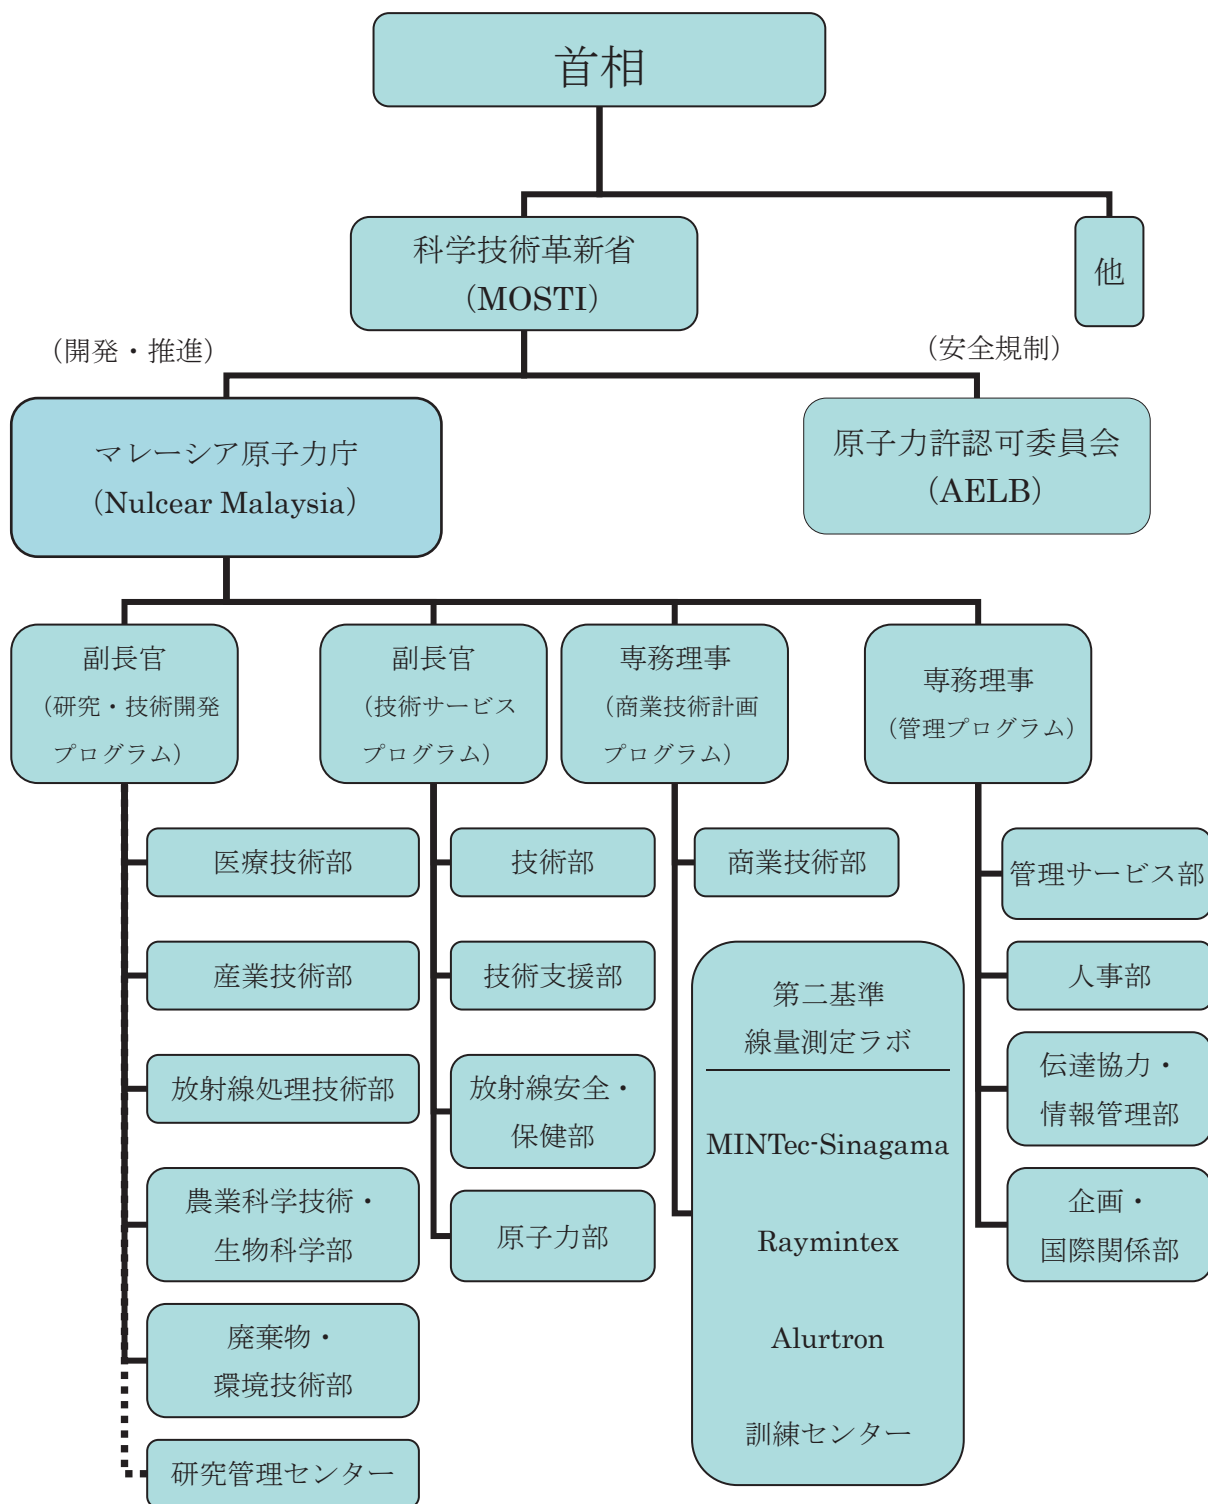 首相
科学技術革新省
（MOSTI）
他
（開発・推進）
（安全規制）
マレーシア原子力庁
（Nulcear Malaysia）
原子力許認可委員会
（AELB）
副長官
（研究・技術開発
プログラム）
副長官
（技術サービス
プログラム）
専務理事
（商業技術計画
プログラム）
専務理事
（管理プログラム）
医療技術部
産業技術部
放射線処理技術部
農業科学技術・
生物科学部
廃棄物・
環境技術部
研究管理センター
技術部
技術支援部
放射線安全・
保健部
原子力部
商業技術部
第二基準
線量測定ラボ
MINTec-Sinagama
Raymintex
Alurtron
訓練センター
管理サービス部
人事部
伝達協力・
情報管理部
企画・
国際関係部